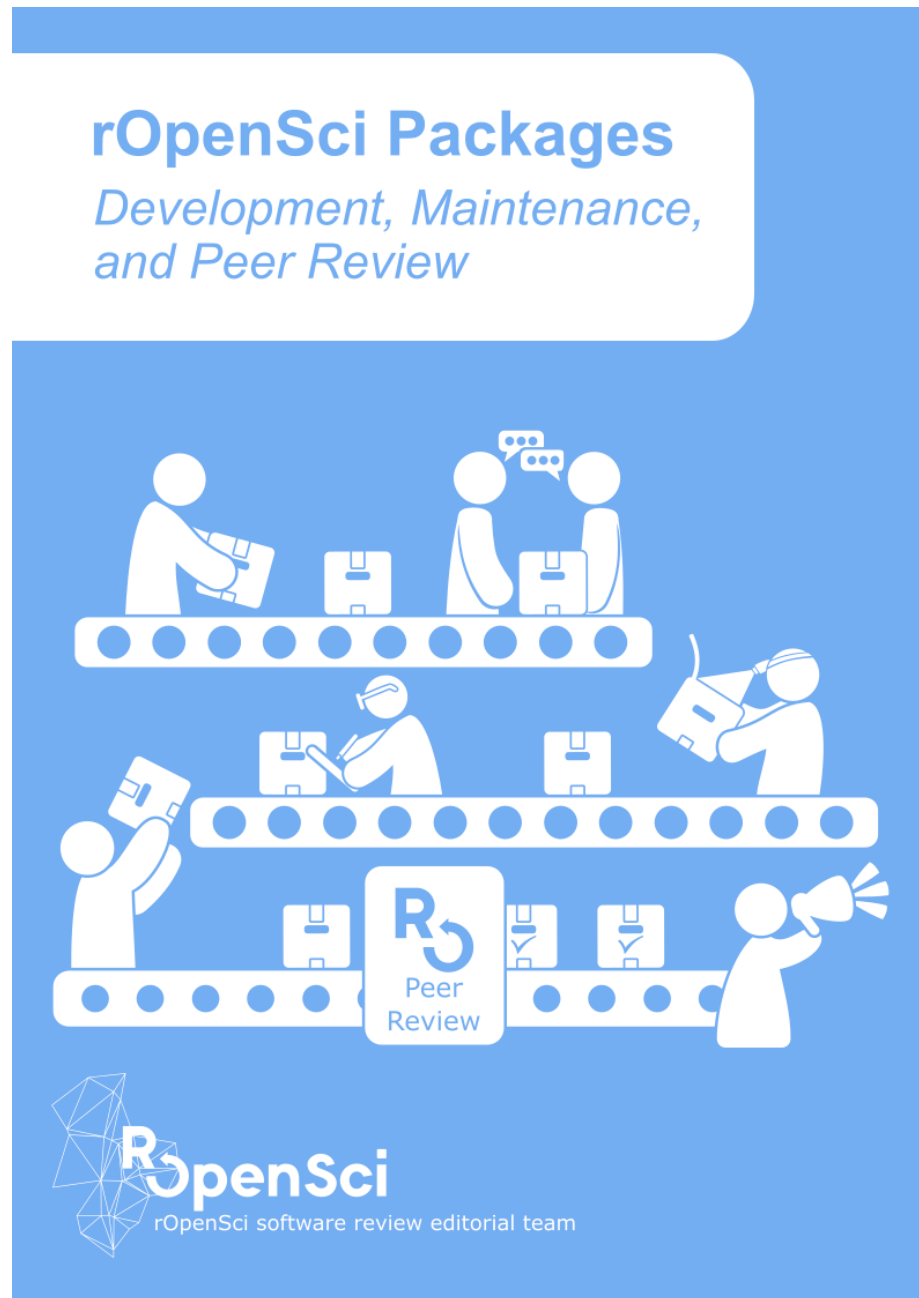 rOpenSci Packages
Development, Maintenance,
and Peer Review
R
Peer
Review
ROpenSci
rOpenSci software review editorial team